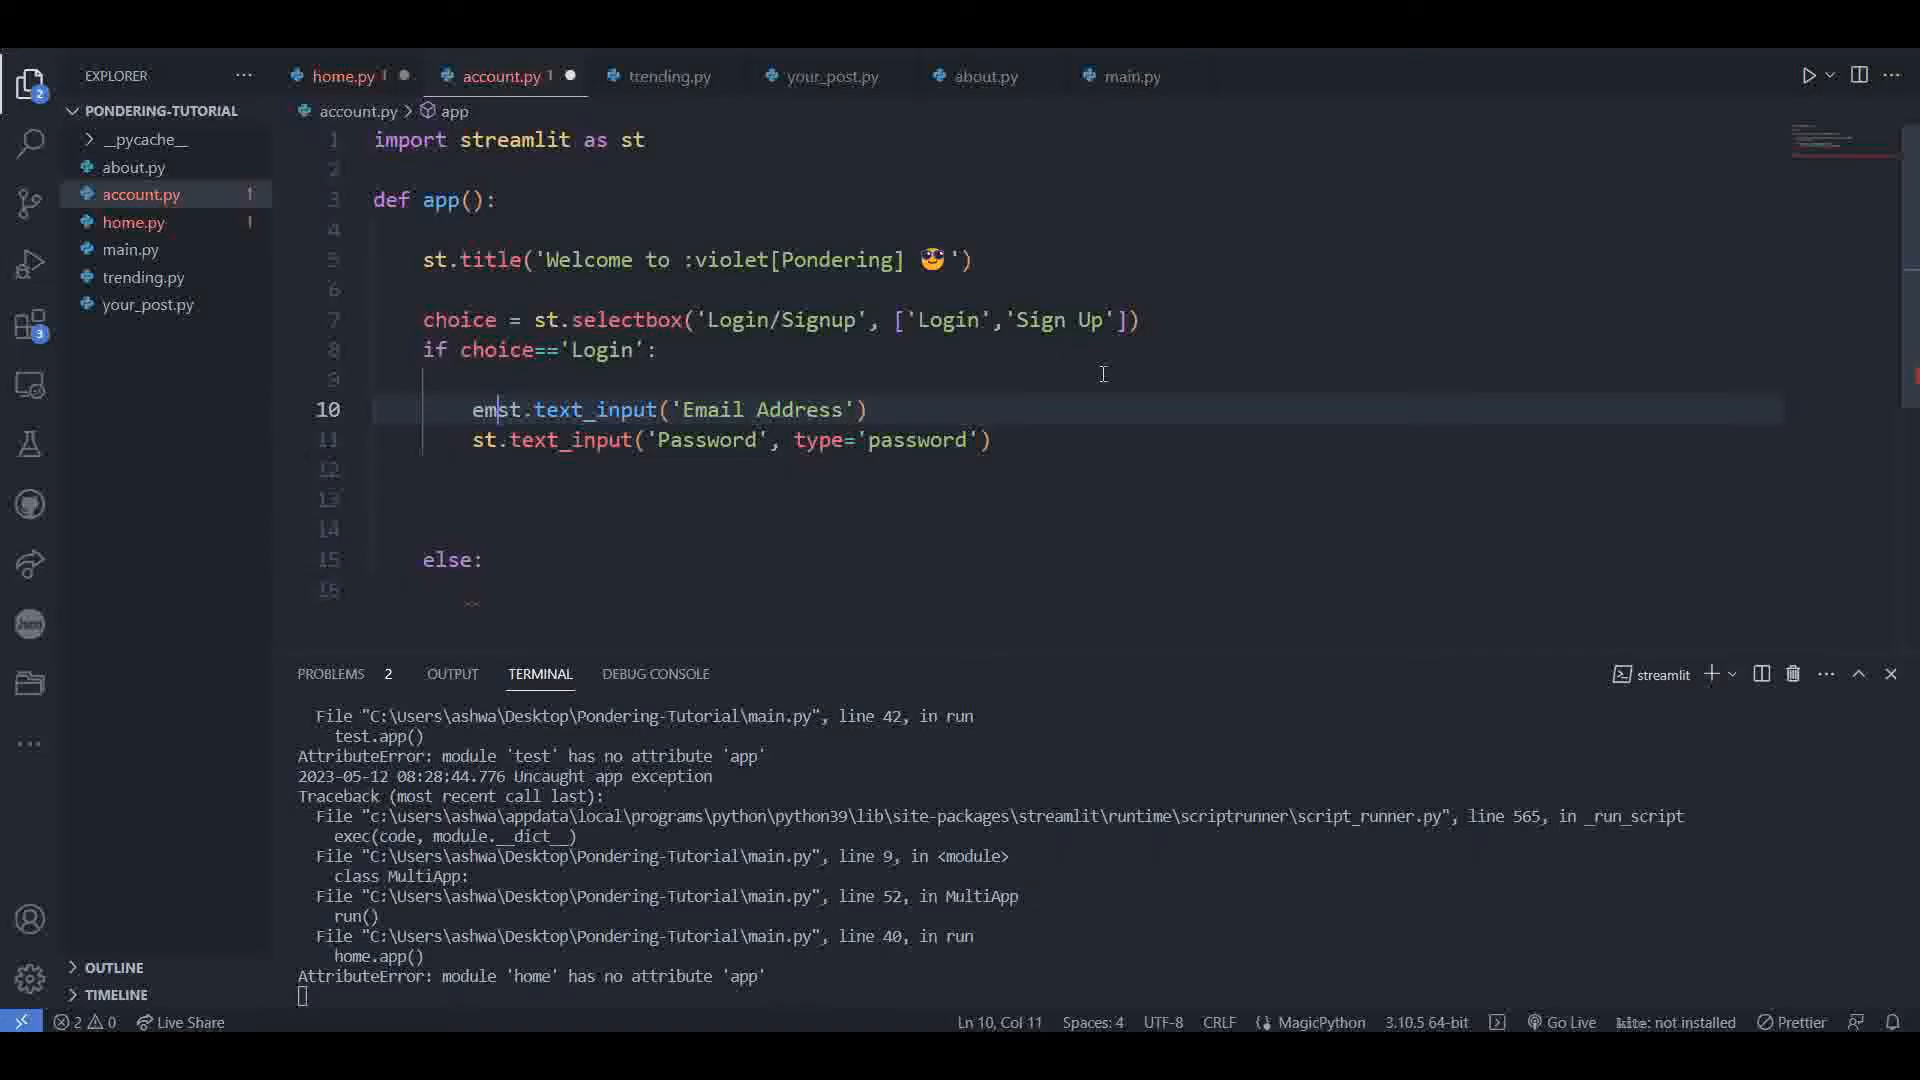 EXPLORER
home.py 1
account.py 1
trending.py
your_post.py
about.py
main.py
PONDERING-TUTORIAL
account.py > app
__pycache__
about.py
account.py 1
home.py 1
main.py
trending.py
your_post.py
2
3
1 import streamlit as st
2
3 def app():
4
5 st.title('Welcome to :violet[Pondering] 😎')
6
7 choice = st.selectbox('Login/Signup', ['Login','Sign Up'])
8 if choice=='Login':
9
10 emst.text_input('Email Address')
11 st.text_input('Password', type='password')
12
13
14
15 else:
16
PROBLEMS 2 OUTPUT TERMINAL DEBUG CONSOLE
streamlit
File "C:\Users\ashwa\Desktop\Pondering-Tutorial\main.py", line 42, in run
test.app()
AttributeError: module 'test' has no attribute 'app'
2023-05-12 08:28:44.776 Uncaught app exception
Traceback (most recent call last):
File "c:\users\ashwa\appdata\local\programs\python\python39\lib\site-packages\streamlit\runtime\scriptrunner\script_runner.py", line 565, in _run_script
exec(code, module.__dict__)
File "C:\Users\ashwa\Desktop\Pondering-Tutorial\main.py", line 9, in <module>
class MultiApp:
File "C:\Users\ashwa\Desktop\Pondering-Tutorial\main.py", line 52, in MultiApp
run()
File "C:\Users\ashwa\Desktop\Pondering-Tutorial\main.py", line 40, in run
home.app()
AttributeError: module 'home' has no attribute 'app'
OUTLINE
TIMELINE
2 0 Live Share
Ln 10, Col 11 Spaces: 4 UTF-8 CRLF MagicPython 3.10.5 64-bit Go Live kite: not installed Prettier